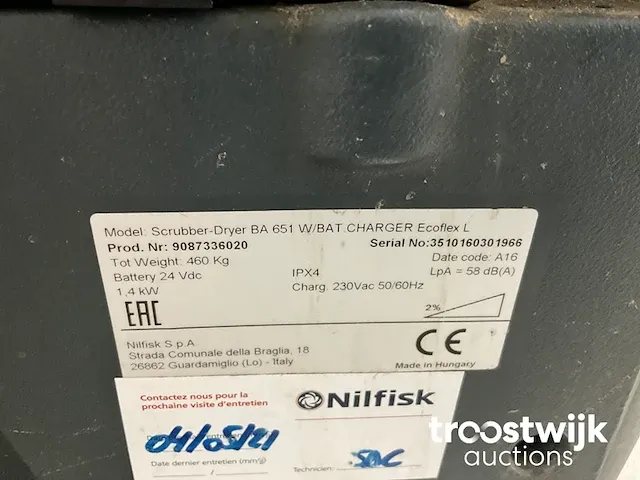 Model: Scrubber-Dryer BA 651 W/BAT.CHARGER Ecoflex L
Prod. Nr: 9087336020 Serial No:3510160301966
Tot Weight: 460 Kg Date code: A16
Battery 24 Vdc IPX4 LpA = 58 dB(A)
1,4 kW Charg. 230Vac 50/60Hz
2%
EAC
CE
Nilfisk S.p.A
Strada Comunale della Braglia, 18
26862 Guardamiglio (Lo) - Italy
Made in Hungary
Contactez nous pour la
prochaine visite d'entretien
Nilfisk
04/05/21
Date dernier entretien (mm/g)
/
Technicien:
troostwijk
auctions